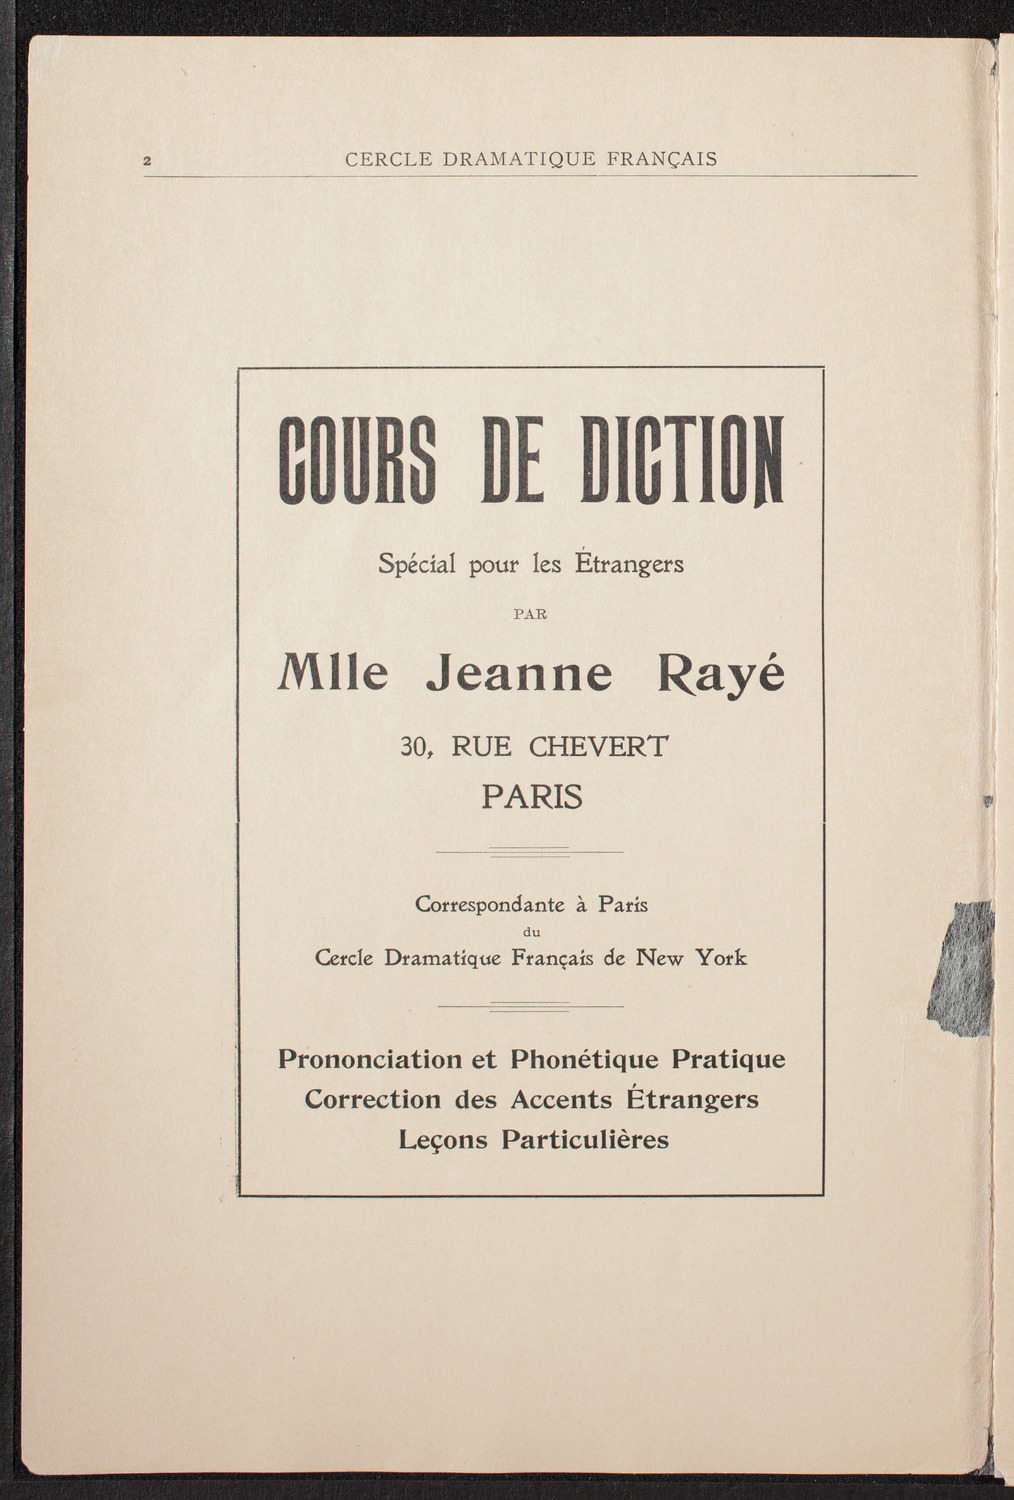 2 CERCLE DRAMATIQUE FRANÇAIS
COURS DE DICTION
Spécial pour les Étrangers
PAR
Mlle Jeanne Rayé
30, RUE CHEVERT
PARIS
Correspondante à Paris
du
Cercle Dramatique Français de New York
Prononciation et Phonétique Pratique
Correction des Accents Étrangers
Leçons Particulières